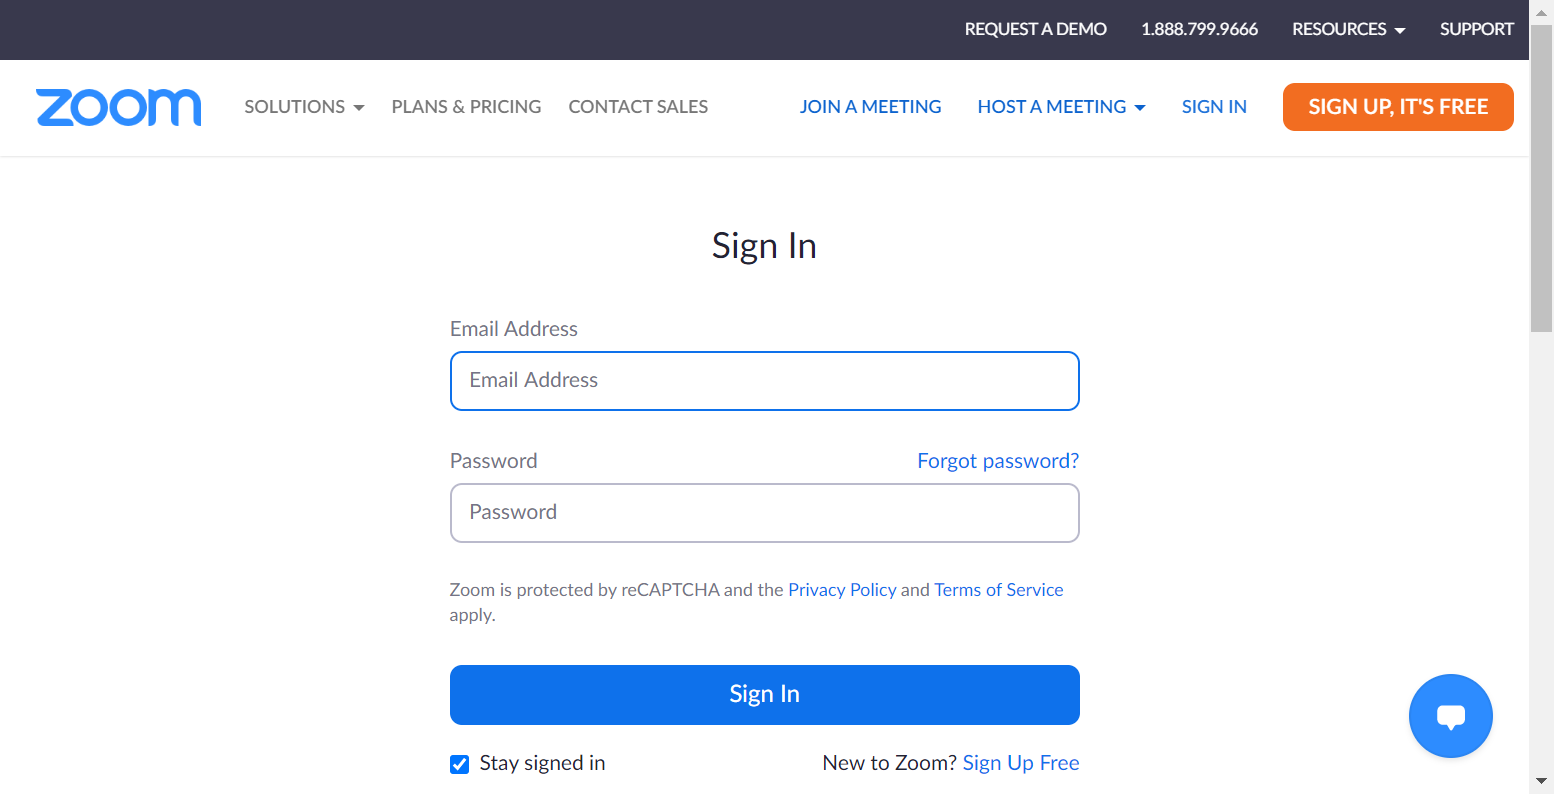 REQUEST A DEMO 1.888.799.9666 RESOURCES SUPPORT
zoom SOLUTIONS PLANS & PRICING CONTACT SALES JOIN A MEETING HOST A MEETING SIGN IN SIGN UP, IT'S FREE
Sign In
Email Address
Email Address
Password Forgot password?
Password
Zoom is protected by reCAPTCHA and the Privacy Policy and Terms of Service
apply.
Sign In
Stay signed in New to Zoom? Sign Up Free